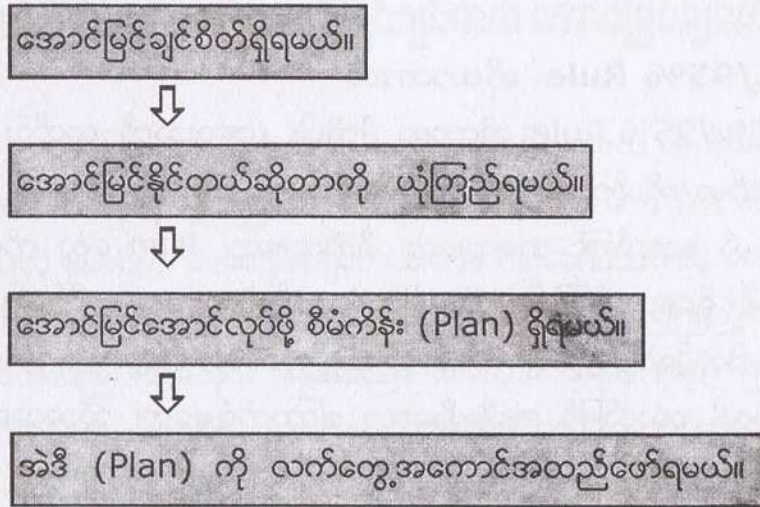 အောင်မြင်ချင်စိတ်ရှိရမယ်။
အောင်မြင်နိုင်တယ်ဆိုတာကို ယုံကြည်ရမယ်။
အောင်မြင်အောင်လုပ်ဖို့ စီမံကိန်း (Plan) ရှိရမယ်။
အဲဒီ (Plan) ကို လက်တွေ့အကောင်အထည်ဖော်ရမယ်။